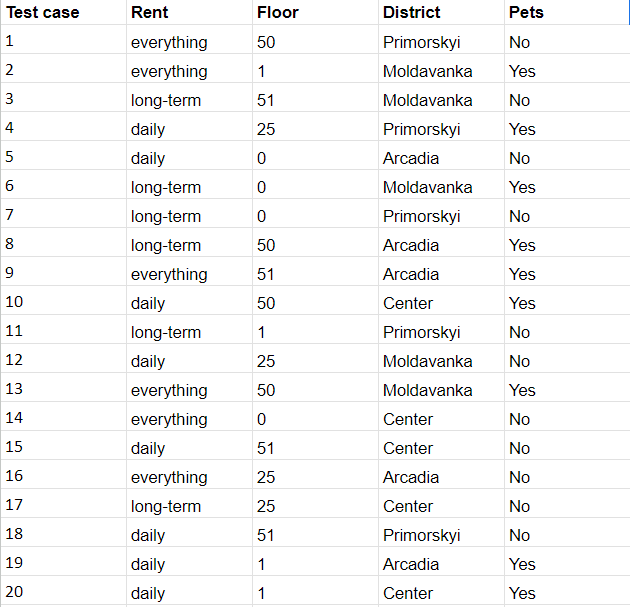 Test case Rent Floor District Pets
1 everything 50 Primorskyi No
2 everything 1 Moldavanka Yes
3 long-term 51 Moldavanka No
4 daily 25 Primorskyi Yes
5 daily 0 Arcadia No
6 long-term 0 Moldavanka Yes
7 long-term 0 Primorskyi No
8 long-term 50 Arcadia Yes
9 everything 51 Arcadia Yes
10 daily 50 Center Yes
11 long-term 1 Primorskyi No
12 daily 25 Moldavanka No
13 everything 50 Moldavanka Yes
14 everything 0 Center No
15 daily 51 Center No
16 everything 25 Arcadia No
17 long-term 25 Center No
18 daily 51 Primorskyi No
19 daily 1 Arcadia Yes
20 daily 1 Center Yes